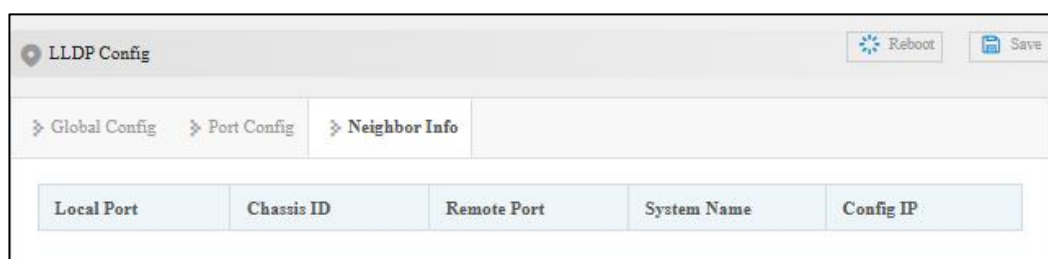 LLDP Config Reboot Save
Global Config Port Config Neighbor Info
Local Port Chassis ID Remote Port System Name Config IP